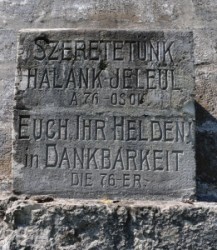 SZERETETÜNK
HALÁNK JELEÜL
A 76-OSOK
EUCH, IHR HELDEN!
in DANKBARKEIT
DIE 76-ER.